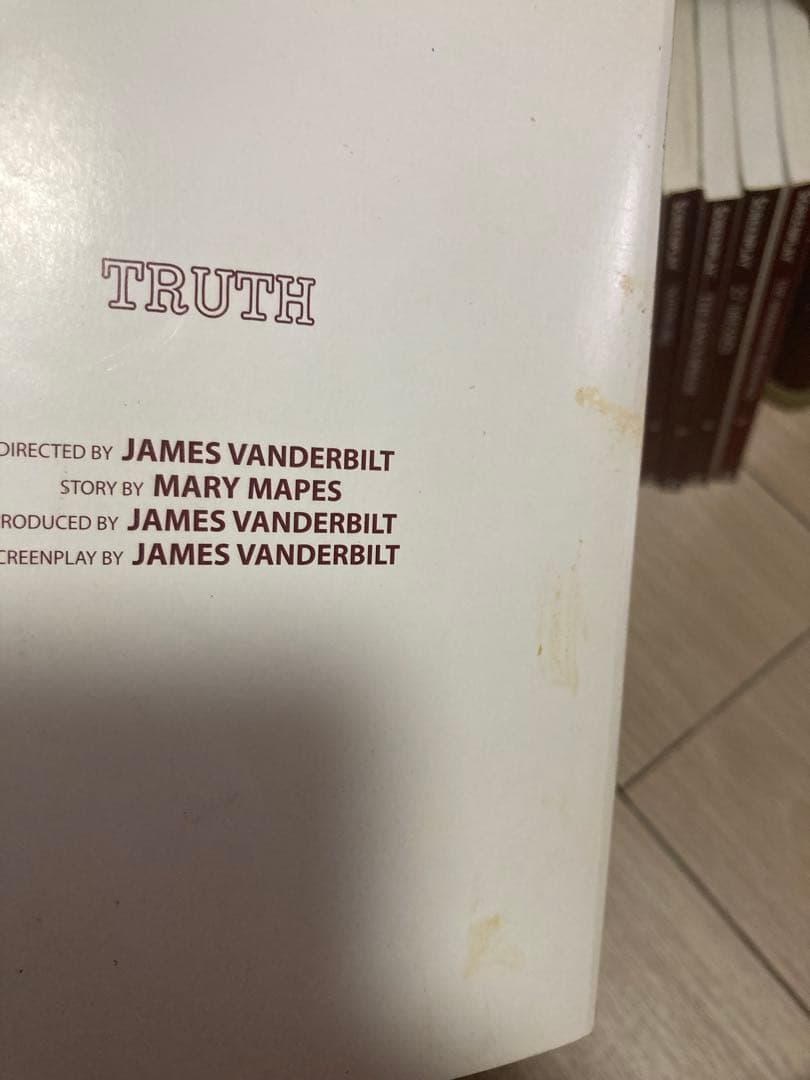 TRUTH
DIRECTED BY JAMES VANDERBILT
STORY BY MARY MAPES
RODUCED BY JAMES VANDERBILT
CREENPLAY BY JAMES VANDERBILT